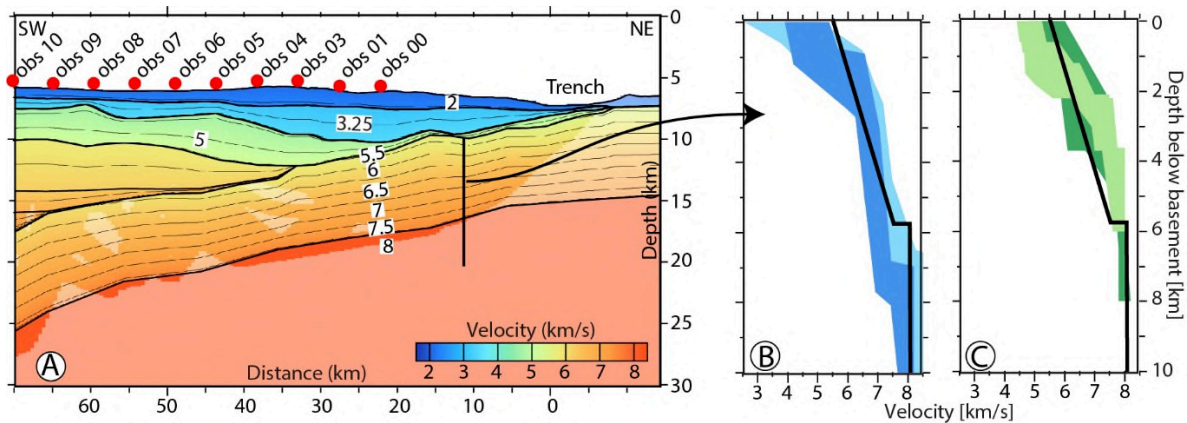 SW
NE
obs 10
obs 09
obs 08
obs 07
obs 06
obs 05
obs 04
obs 03
obs 01
obs 00
Trench
2
3.25
5
5.5
6
6.5
7
7.5
8
0
5
10
15
20
25
30
Depth (km)
Velocity (km/s)
2 3 4 5 6 7 8
A
Distance (km)
60 50 40 30 20 10 0
B
3 4 5 6 7 8
C
3 4 5 6 7 8
Velocity [km/s]
0
2
4
6
8
10
Depth below basement [km]